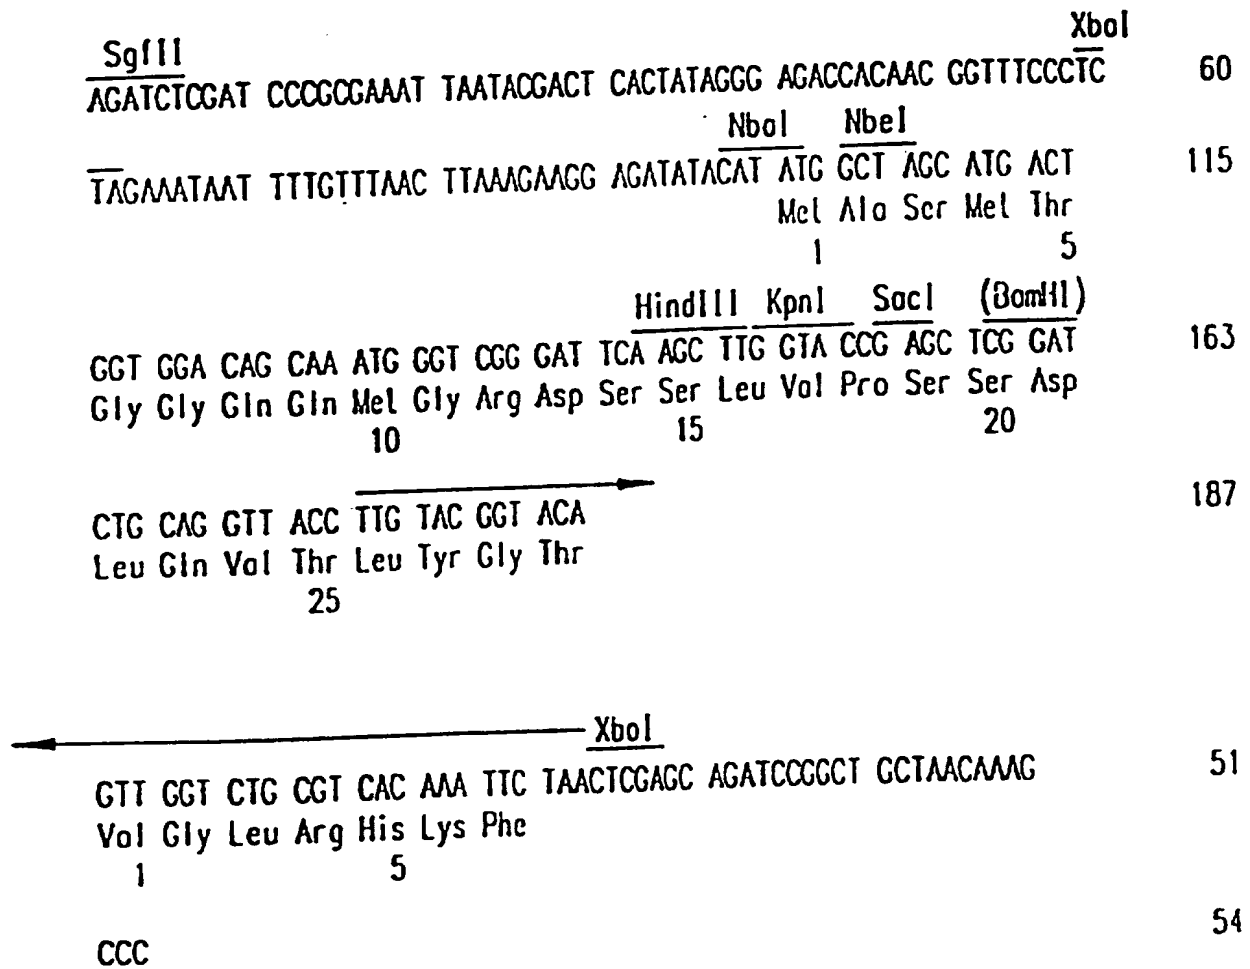 XboI
SgfII
AGATCTCGAT CCCGCGAAAT TAATACGACT CACTATAGGG AGACCACAAC GGTTTCCCTC 60
NboI NbeI
TAGAAATAAT TTTGTTTAAC TTAAAGAAGG AGATATACAT ATG GCT AGC ATG ACT 115
Met Ala Ser Met Thr
1 5
HindIII KpnI SacI (BamHI)
GGT GGA CAG CAA ATG GGT CGG GAT TCA AGC TTG GTA CCG AGC TCG GAT 163
Gly Gly Gln Gln Met Gly Arg Asp Ser Ser Leu Val Pro Ser Ser Asp
10 15 20
CTG CAG GTT ACC TTG TAC GGT ACA 187
Leu Gln Val Thr Leu Tyr Gly Thr
25
XboI
GTT GGT CTG CGT CAC AAA TTC TAACTCGAGC AGATCCGGCT GCTAACAAAG 51
Val Gly Leu Arg His Lys Phe
1 5
CCC 54